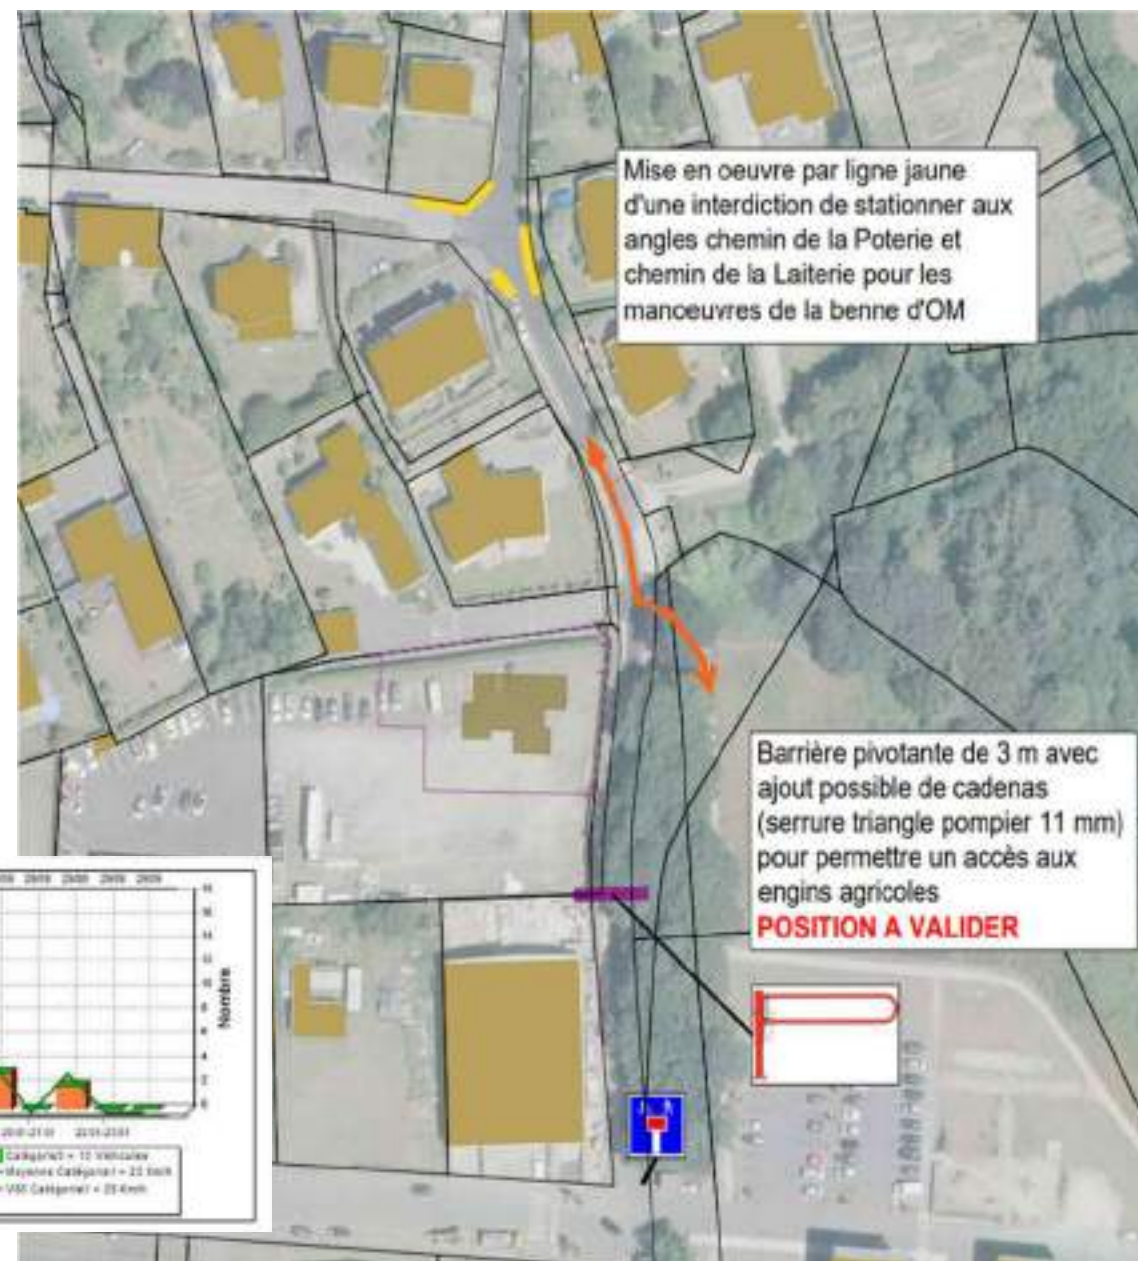 Mise en oeuvre par ligne jaune
d'une interdiction de stationner aux
angles chemin de la Poterie et
chemin de la Laiterie pour les
manoeuvres de la benne d'OM
Barrière pivotante de 3 m avec
ajout possible de cadenas
(serrure triangle pompier 11 mm)
pour permettre un accès aux
engins agricoles
POSITION A VALIDER
Nombre